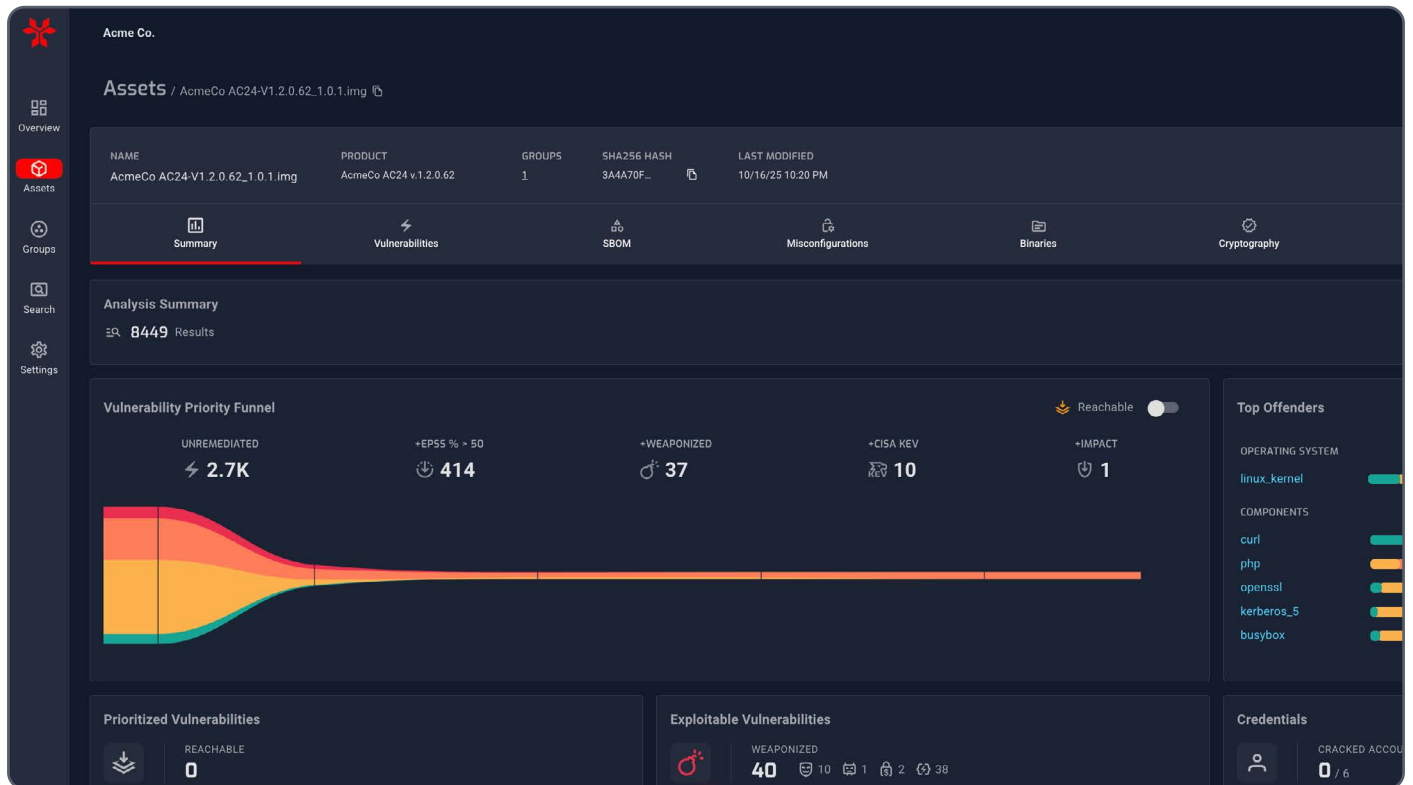 Acme Co.
Assets / AcmeCo AC24-V1.2.0.62_1.0.1.img
Overview
Assets
Groups
Search
Settings
NAME PRODUCT GROUPS SHA256 HASH LAST MODIFIED
AcmeCo AC24-V1.2.0.62_1.0.1.img AcmeCo AC24 v.1.2.0.62 1 3A4A70F... 10/16/25 10:20 PM
Summary Vulnerabilities SBOM Misconfigurations Binaries Cryptography
Analysis Summary
8449 Results
Vulnerability Priority Funnel Reachable
UNREMEDIATED +EPSS % > 50 +WEAPONIZED +CISA KEV +IMPACT
2.7K 414 37 KEV 10 1
Top Offenders
OPERATING SYSTEM
linux_kernel
COMPONENTS
curl
php
openssl
kerberos_5
busybox
Prioritized Vulnerabilities
REACHABLE
0
Exploitable Vulnerabilities
WEAPONIZED
40 10 1 2 38
Credentials
CRACKED ACCOU
0 / 6